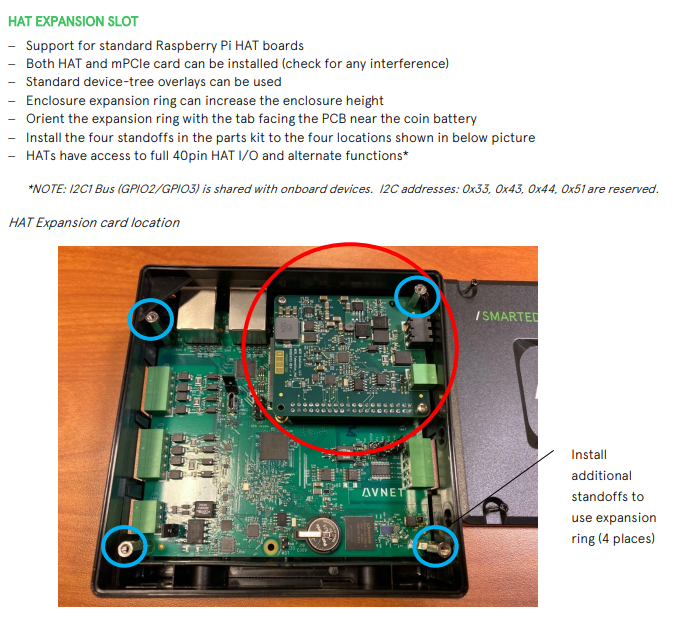 HAT EXPANSION SLOT
– Support for standard Raspberry Pi HAT boards
– Both HAT and mPCIe card can be installed (check for any interference)
– Standard device-tree overlays can be used
– Enclosure expansion ring can increase the enclosure height
– Orient the expansion ring with the tab facing the PCB near the coin battery
– Install the four standoffs in the parts kit to the four locations shown in below picture
– HATs have access to full 40pin HAT I/O and alternate functions*
*NOTE: I2C1 Bus (GPIO2/GPIO3) is shared with onboard devices. I2C addresses: 0x33, 0x43, 0x44, 0x51 are reserved.
HAT Expansion card location
/ SMARTED
AVNET
Install
additional
standoffs to
use expansion
ring (4 places)